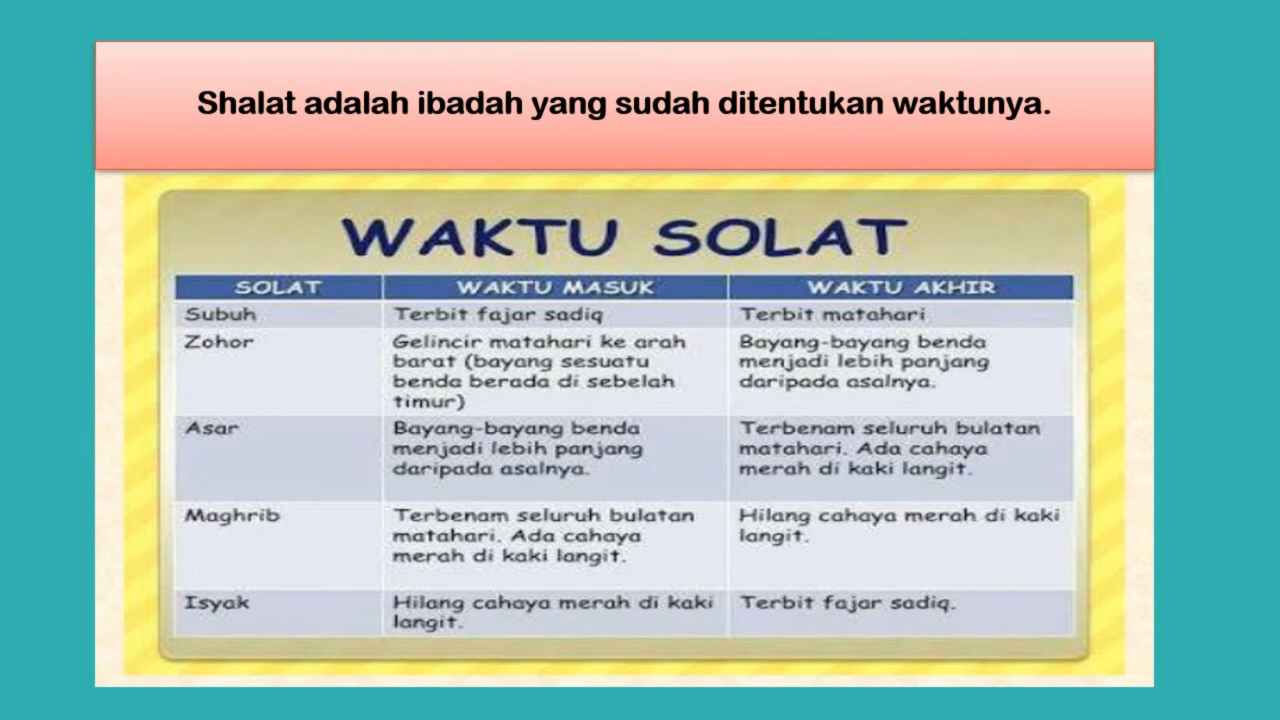 Shalat adalah ibadah yang sudah ditentukan waktunya.
WAKTU SOLAT
SOLAT WAKTU MASUK WAKTU AKHIR
Subuh Terbit fajar sadiq Terbit matahari
Zohor Gelincir matahari ke arah Bayang-bayang benda
barat (bayang sesuatu menjadi lebih panjang
benda berada di sebelah daripada asalnya.
timur)
Asar Bayang-bayang benda Terbenam seluruh bulatan
menjadi lebih panjang matahari. Ada cahaya
daripada asalnya. merah di kaki langit.
Maghrib Terbenam seluruh bulatan Hilang cahaya merah di kaki
matahari. Ada cahaya langit.
merah di kaki langit.
Isyak Hilang cahaya merah di kaki Terbit fajar sadiq.
langit.